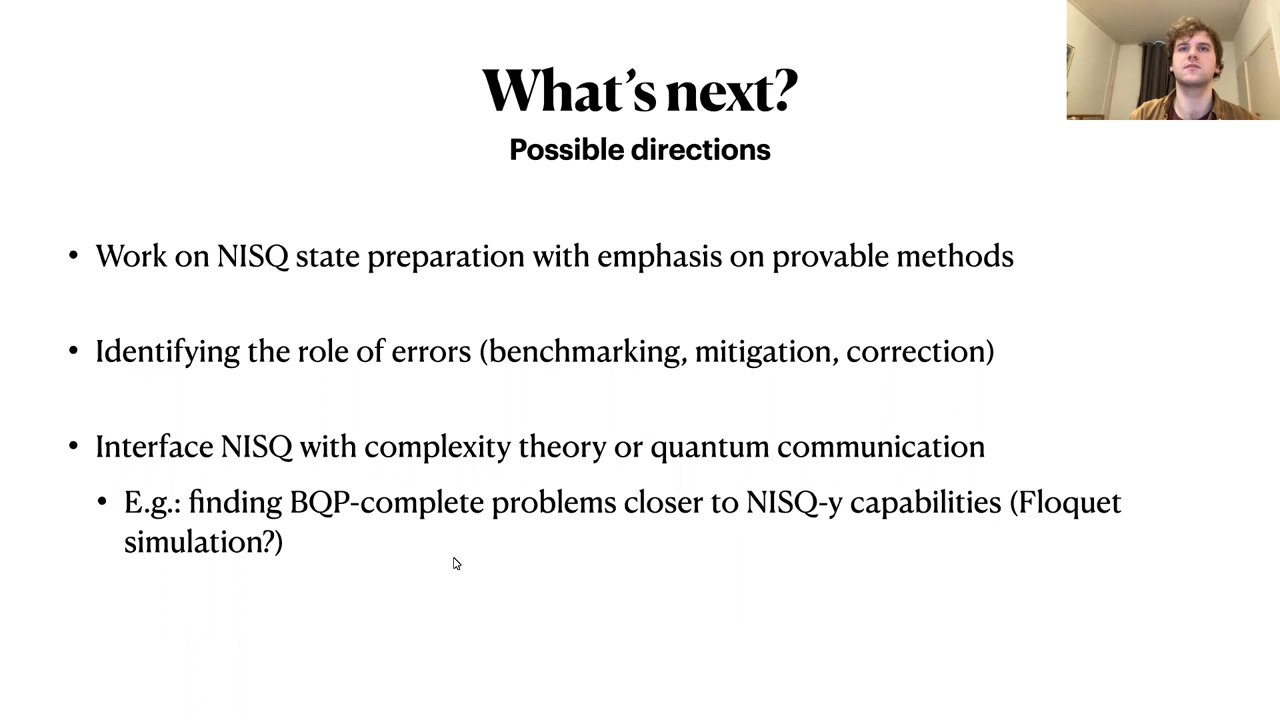 What’s next?
Possible directions
• Work on NISQ state preparation with emphasis on provable methods
• Identifying the role of errors (benchmarking, mitigation, correction)
• Interface NISQ with complexity theory or quantum communication
• E.g.: finding BQP-complete problems closer to NISQ-y capabilities (Floquet
simulation?)